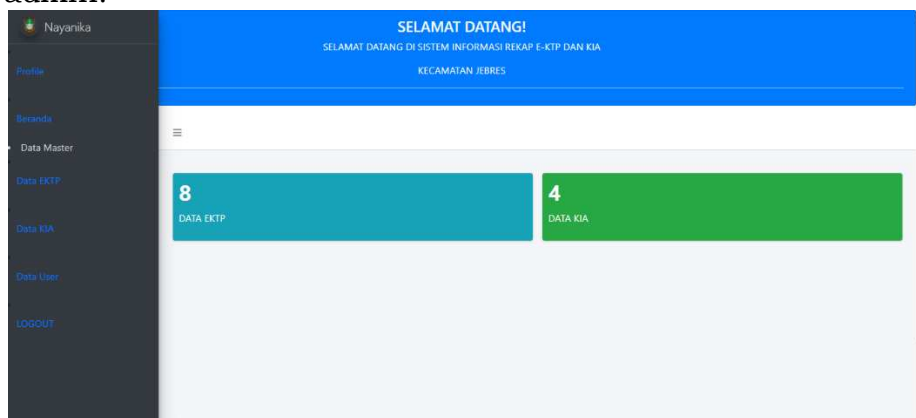 admin.
Nayanika
Profile
Beranda
Data Master
Data EKTP
Data KIA
Data User
LOGOUT
SELAMAT DATANG!
SELAMAT DATANG DI SISTEM INFORMASI REKAP E-KTP DAN KIA
KECAMATAN JEBRES
8
DATA EKTP
4
DATA KIA